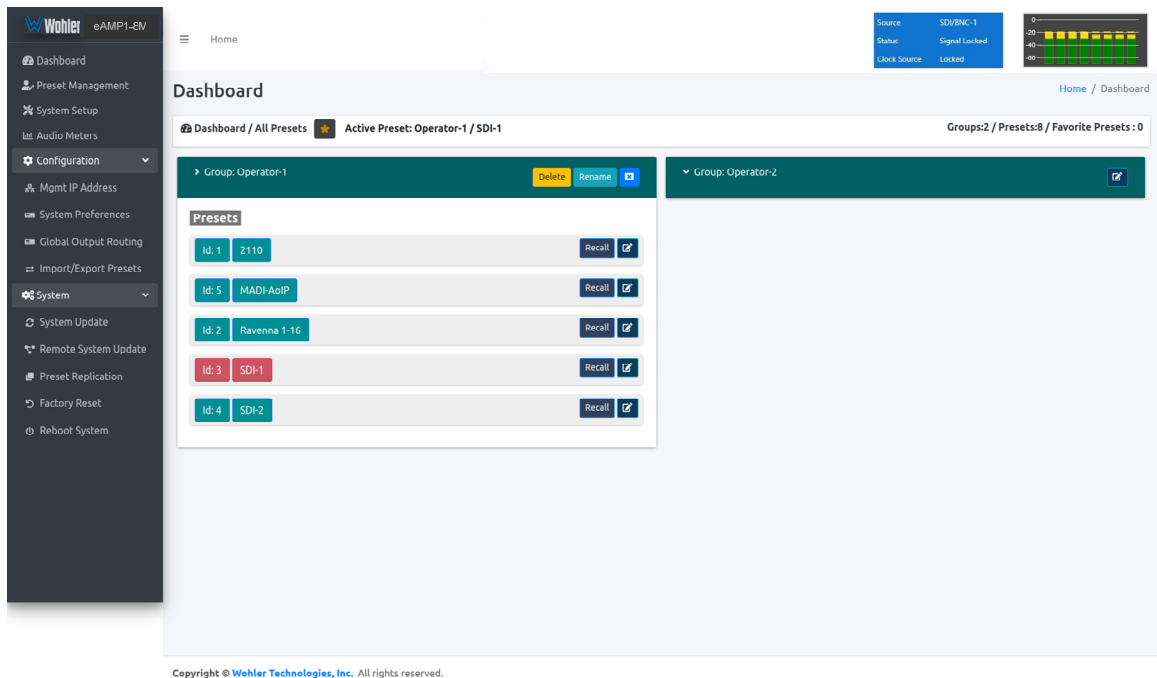 Wohler eAMP1-8M
Dashboard
Preset Management
System Setup
Audio Meters
Configuration
Mgmt IP Address
System Preferences
Global Output Routing
Import/Export Presets
System
System Update
Remote System Update
Preset Replication
Factory Reset
Reboot System
Home
Source SDI/BNC-1
Status Signal Locked
Clock Source Locked
0
-20
-40
-oo
Dashboard
Home / Dashboard
Dashboard / All Presets Active Preset: Operator-1 / SDI-1
Groups:2 / Presets:8 / Favorite Presets : 0
Group: Operator-1 Delete Rename
Presets
Id: 1 2110 Recall
Id: 5 MADI-AoIP Recall
Id: 2 Ravenna 1-16 Recall
Id: 3 SDI-1 Recall
Id: 4 SDI-2 Recall
Group: Operator-2
Copyright © Wohler Technologies, Inc. All rights reserved.